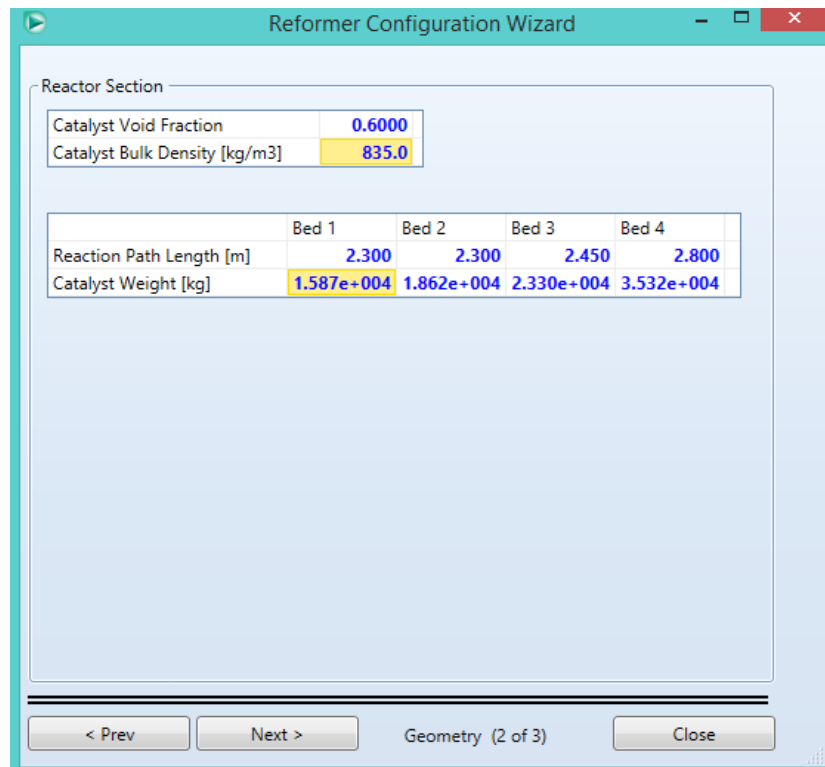 Reformer Configuration Wizard
Reactor Section
Catalyst Void Fraction 0.6000
Catalyst Bulk Density [kg/m3] 835.0
Bed 1 Bed 2 Bed 3 Bed 4
Reaction Path Length [m] 2.300 2.300 2.450 2.800
Catalyst Weight [kg] 1.587e+004 1.862e+004 2.330e+004 3.532e+004
< Prev Next > Geometry (2 of 3) Close